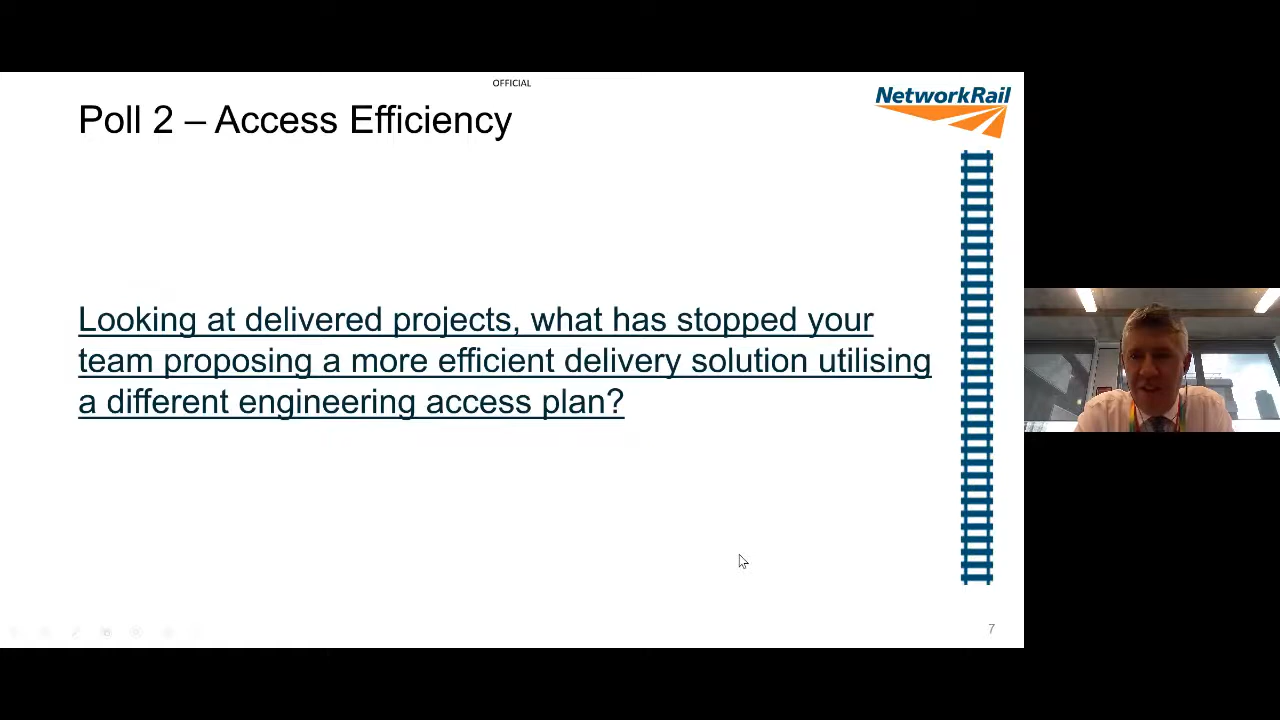 OFFICIAL
Poll 2 – Access Efficiency
NetworkRail
Looking at delivered projects, what has stopped your
team proposing a more efficient delivery solution utilising
a different engineering access plan?
7